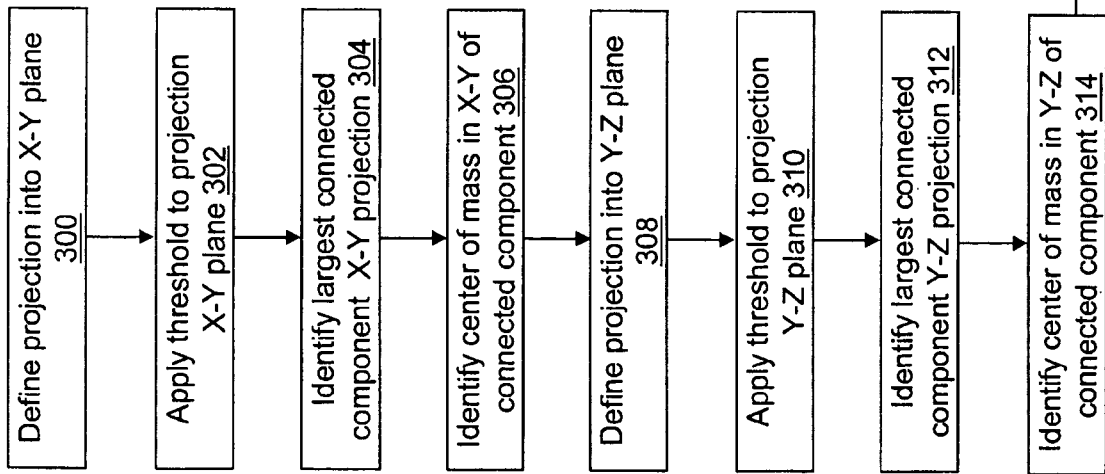 Define projection into X-Y plane
300
Apply threshold to projection
X-Y plane 302
Identify largest connected
component X-Y projection 304
Identify center of mass in X-Y of
connected component 306
Define projection into Y-Z plane
308
Apply threshold to projection
Y-Z plane 310
Identify largest connected
component Y-Z projection 312
Identify center of mass in Y-Z of
connected component 314